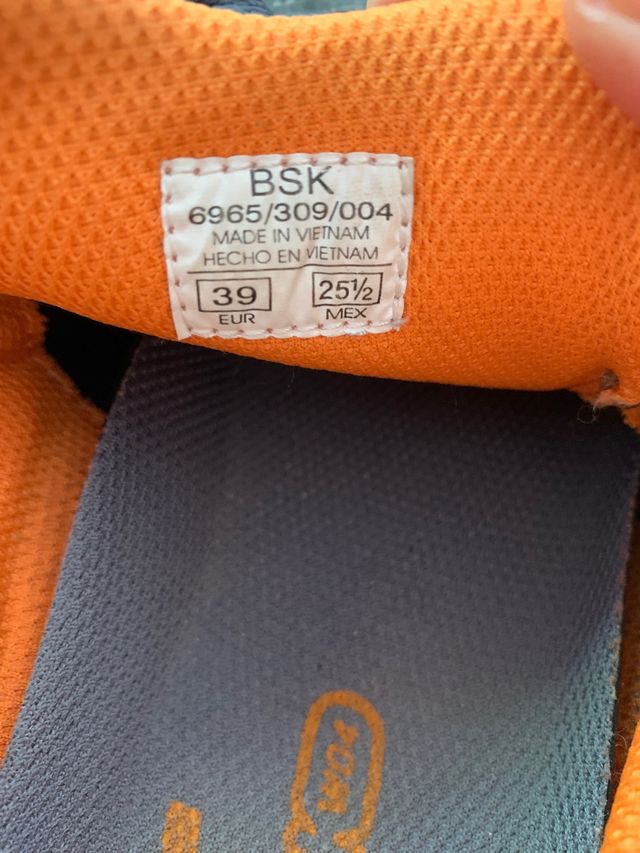 BSK
6965/309/004
MADE IN VIETNAM
HECHO EN VIETNAM
39 25½
EUR MEX